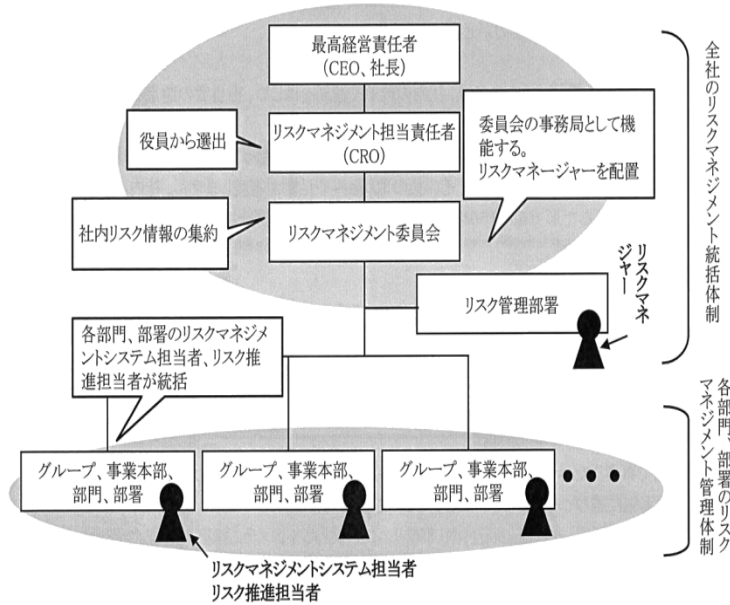 最高経営責任者
(CEO、社長)
役員から選出
リスクマネジメント担当責任者
(CRO)
委員会の事務局として機
能する。
リスクマネージャーを配置
社内リスク情報の集約
リスクマネジメント委員会
リスク管理部署
リスクマネ
ジャー
全社のリスクマネジメント統括体制
各部門、部署のリスクマネジメ
ントシステム担当者、リスク推
進担当者が統括
グループ、事業本部、
部門、部署
グループ、事業本部、
部門、部署
グループ、事業本部、
部門、部署
各部門、部署のリスク
マネジメント管理体制
リスクマネジメントシステム担当者
リスク推進担当者